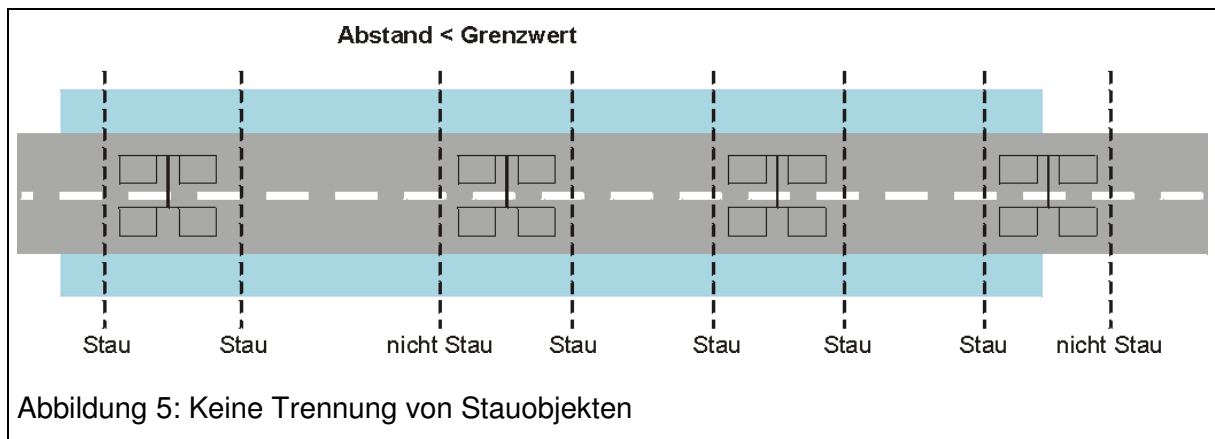 Abstand < Grenzwert
Stau Stau nicht Stau Stau Stau Stau Stau nicht Stau
Abbildung 5: Keine Trennung von Stauobjekten